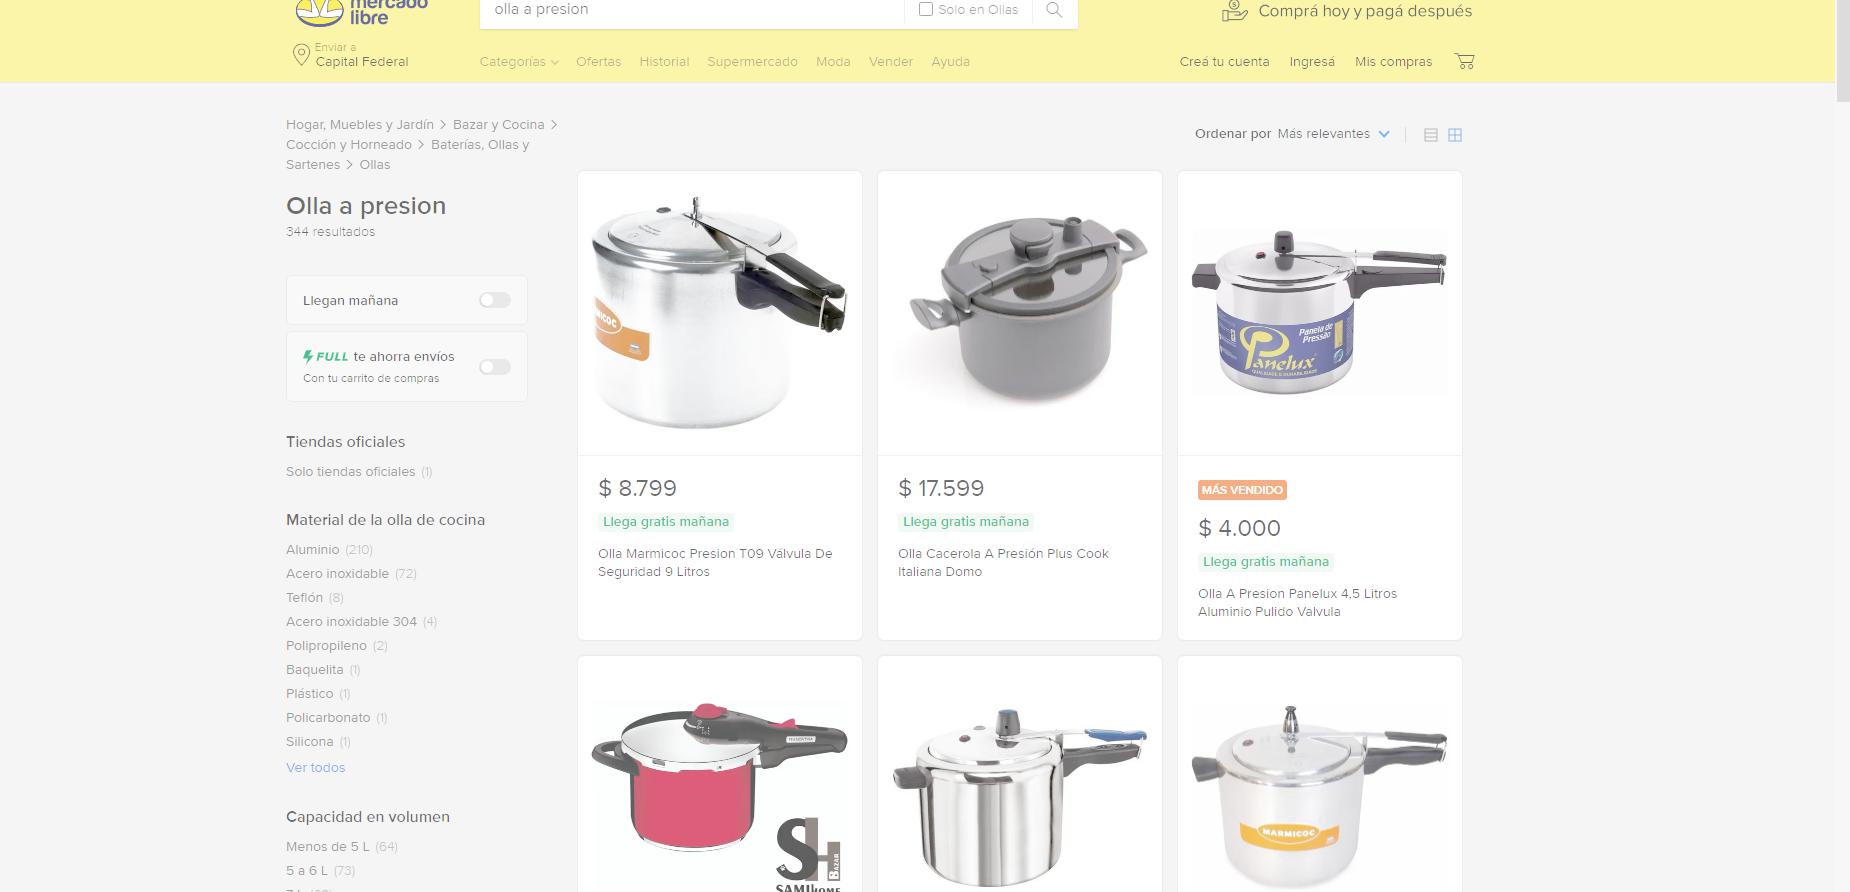 mercado
libre
olla a presion
Solo en Ollas
Comprá hoy y pagá después
Enviar a
Capital Federal
Categorías
Ofertas
Historial
Supermercado
Moda
Vender
Ayuda
Creá tu cuenta
Ingresá
Mis compras
Hogar, Muebles y Jardín > Bazar y Cocina >
Cocción y Horneado > Baterías, Ollas y
Sartenes > Ollas
Ordenar por Más relevantes
Olla a presion
344 resultados
Llegan mañana
FULL te ahorra envíos
Con tu carrito de compras
Tiendas oficiales
Solo tiendas oficiales (1)
Material de la olla de cocina
Aluminio (210)
Acero inoxidable (72)
Teflón (8)
Acero inoxidable 304 (4)
Polipropileno (2)
Baquelita (1)
Plástico (1)
Policarbonato (1)
Silicona (1)
Ver todos
Capacidad en volumen
Menos de 5 L (64)
5 a 6 L (73)
$ 8.799
Llega gratis mañana
Olla Marmicoc Presion T09 Válvula De
Seguridad 9 Litros
$ 17.599
Llega gratis mañana
Olla Cacerola A Presión Plus Cook
Italiana Domo
Panela de
Pressão
Panelux
QUALIDADE E DURABILIDADE
MÁS VENDIDO
$ 4.000
Llega gratis mañana
Olla A Presion Panelux 4,5 Litros
Aluminio Pulido Valvula
SH
BAZAR
SAMIHOME
MARMICOC